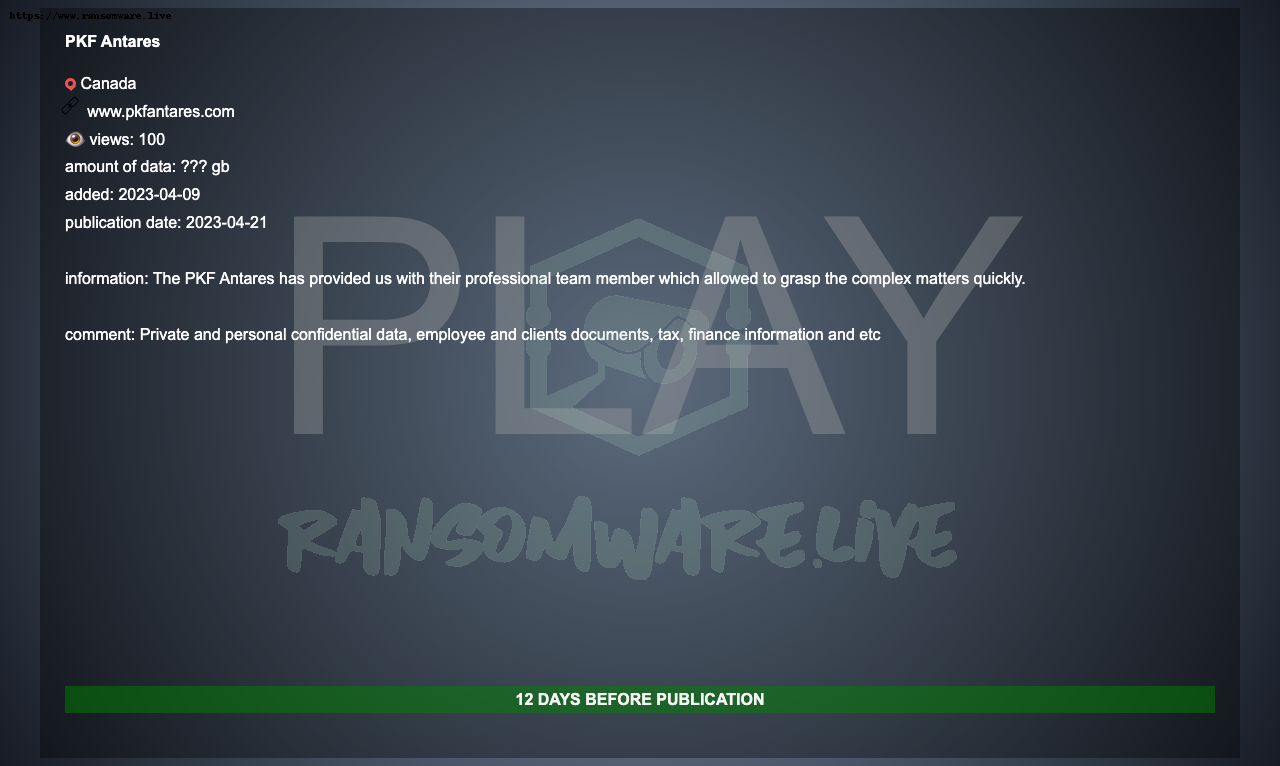 https://www.ransomware.live
PKF Antares
Canada
www.pkfantares.com
views: 100
amount of data: ??? gb
added: 2023-04-09
publication date: 2023-04-21
PLAY
information: The PKF Antares has provided us with their professional team member which allowed to grasp the complex matters quickly.
comment: Private and personal confidential data, employee and clients documents, tax, finance information and etc
RANSOMWARE.LIVE
12 DAYS BEFORE PUBLICATION